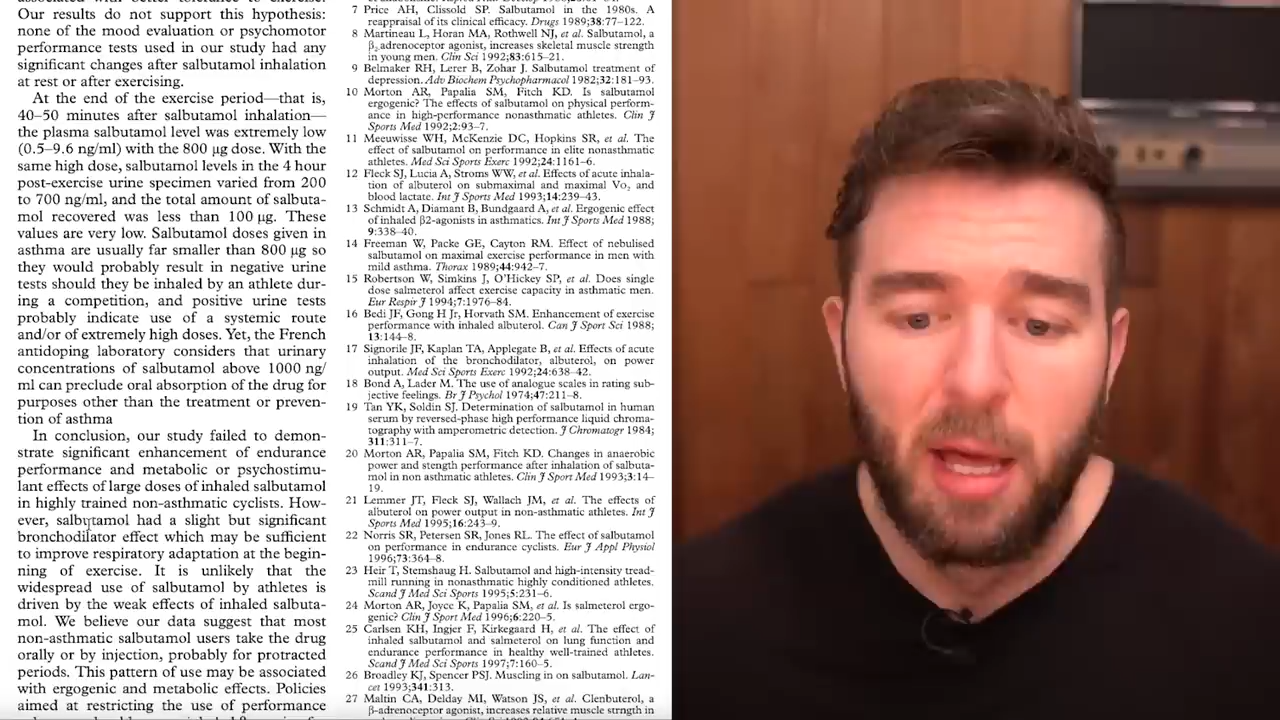 associated with better tolerance to exercise.
Our results do not support this hypothesis:
none of the mood evaluation or psychomotor
performance tests used in our study had any
significant changes after salbutamol inhalation
at rest or after exercising.
At the end of the exercise period—that is,
40–50 minutes after salbutamol inhalation—
the plasma salbutamol level was extremely low
(0.5–9.6 ng/ml) with the 800 µg dose. With the
same high dose, salbutamol levels in the 4 hour
post-exercise urine specimen varied from 200
to 700 ng/ml, and the total amount of salbuta-
mol recovered was less than 100 µg. These
values are very low. Salbutamol doses given in
asthma are usually far smaller than 800 µg so
they would probably result in negative urine
tests should they be inhaled by an athlete dur-
ing a competition, and positive urine tests
probably indicate use of a systemic route
and/or of extremely high doses. Yet, the French
antidoping laboratory considers that urinary
concentrations of salbutamol above 1000 ng/
ml can preclude oral absorption of the drug for
purposes other than the treatment or preven-
tion of asthma
In conclusion, our study failed to demon-
strate significant enhancement of endurance
performance and metabolic or psychostimu-
lant effects of large doses of inhaled salbutamol
in highly trained non-asthmatic cyclists. How-
ever, salbutamol had a slight but significant
bronchodilator effect which may be sufficient
to improve respiratory adaptation at the begin-
ning of exercise. It is unlikely that the
widespread use of salbutamol by athletes is
driven by the weak effects of inhaled salbuta-
mol. We believe our data suggest that most
non-asthmatic salbutamol users take the drug
orally or by injection, probably for protracted
periods. This pattern of use may be associated
with ergogenic and metabolic effects. Policies
aimed at restricting the use of performance
7 Price AH, Clissold SP. Salbutamol in the 1980s. A
reappraisal of its clinical efficacy. Drugs 1989;38:77–122.
8 Martineau L, Horan MA, Rothwell NJ, et al. Salbutamol, a
β2 adrenoceptor agonist, increases skeletal muscle strength
in young men. Clin Sci 1992;83:615–21.
9 Belmaker RH, Lerer B, Zohar J. Salbutamol treatment of
depression. Adv Biochem Psychopharmacol 1982;32:181–93.
10 Morton AR, Papalia SM, Fitch KD. Is salbutamol
ergogenic? The effects of salbutamol on physical perform-
ance in high-performance nonasthmatic athletes. Clin J
Sports Med 1992;2:93–7.
11 Meeuwisse WH, McKenzie DC, Hopkins SR, et al. The
effect of salbutamol on performance in elite nonasthmatic
athletes. Med Sci Sports Exerc 1992;24:1161–6.
12 Fleck SJ, Lucia A, Stroms WW, et al. Effects of acute inhala-
tion of albuterol on submaximal and maximal Vo2 and
blood lactate. Int J Sports Med 1993;14:239–43.
13 Schmidt A, Diamant B, Bundgaard A, et al. Ergogenic effect
of inhaled β2-agonists in asthmatics. Int J Sports Med 1988;
9:338–40.
14 Freeman W, Packe GE, Cayton RM. Effect of nebulised
salbutamol on maximal exercise performance in men with
mild asthma. Thorax 1989;44:942–7.
15 Robertson W, Simkins J, O'Hickey SP, et al. Does single
dose salmeterol affect exercise capacity in asthmatic men.
Eur Respir J 1994;7:1976–84.
16 Bedi JF, Gong H Jr, Horvath SM. Enhancement of exercise
performance with inhaled albuterol. Can J Sport Sci 1988;
13:144–8.
17 Signorile JF, Kaplan TA, Applegate B, et al. Effects of acute
inhalation of the bronchodilator, albuterol, on power
output. Med Sci Sports Exerc 1992;24:638–42.
18 Bond A, Lader M. The use of analogue scales in rating sub-
jective feelings. Br J Psychol 1974;47:211–8.
19 Tan YK, Soldin SJ. Determination of salbutamol in human
serum by reversed-phase high performance liquid chroma-
tography with amperometric detection. J Chromatogr 1984;
311:311–7.
20 Morton AR, Papalia SM, Fitch KD. Changes in anaerobic
power and stength performance after inhalation of salbuta-
mol in non asthmatic athletes. Clin J Sport Med 1993;3:14–
19.
21 Lemmer JT, Fleck SJ, Wallach JM, et al. The effects of
albuterol on power output in non-asthmatic athletes. Int J
Sports Med 1995;16:243–9.
22 Norris SR, Petersen SR, Jones RL. The effect of salbutamol
on performance in endurance cyclists. Eur J Appl Physiol
1996;73:364–8.
23 Heir T, Stemshaug H. Salbutamol and high-intensity tread-
mill running in nonasthmatic highly conditioned athletes.
Scand J Med Sci Sports 1995;5:231–6.
24 Morton AR, Joyce K, Papalia SM, et al. Is salmeterol ergo-
genic? Clin J Sport Med 1996;6:220–5.
25 Carlsen KH, Ingjer F, Kirkegaard H, et al. The effect of
inhaled salbutamol and salmeterol on lung function and
endurance performance in healthy well-trained athletes.
Scand J Med Sci Sports 1997;7:160–5.
26 Broadley KJ, Spencer PSJ. Muscling in on salbutamol. Lan-
cet 1993;341:313.
27 Maltin CA, Delday MI, Watson JS, et al. Clenbuterol, a
β-adrenoceptor agonist, increases relative muscle strngth in